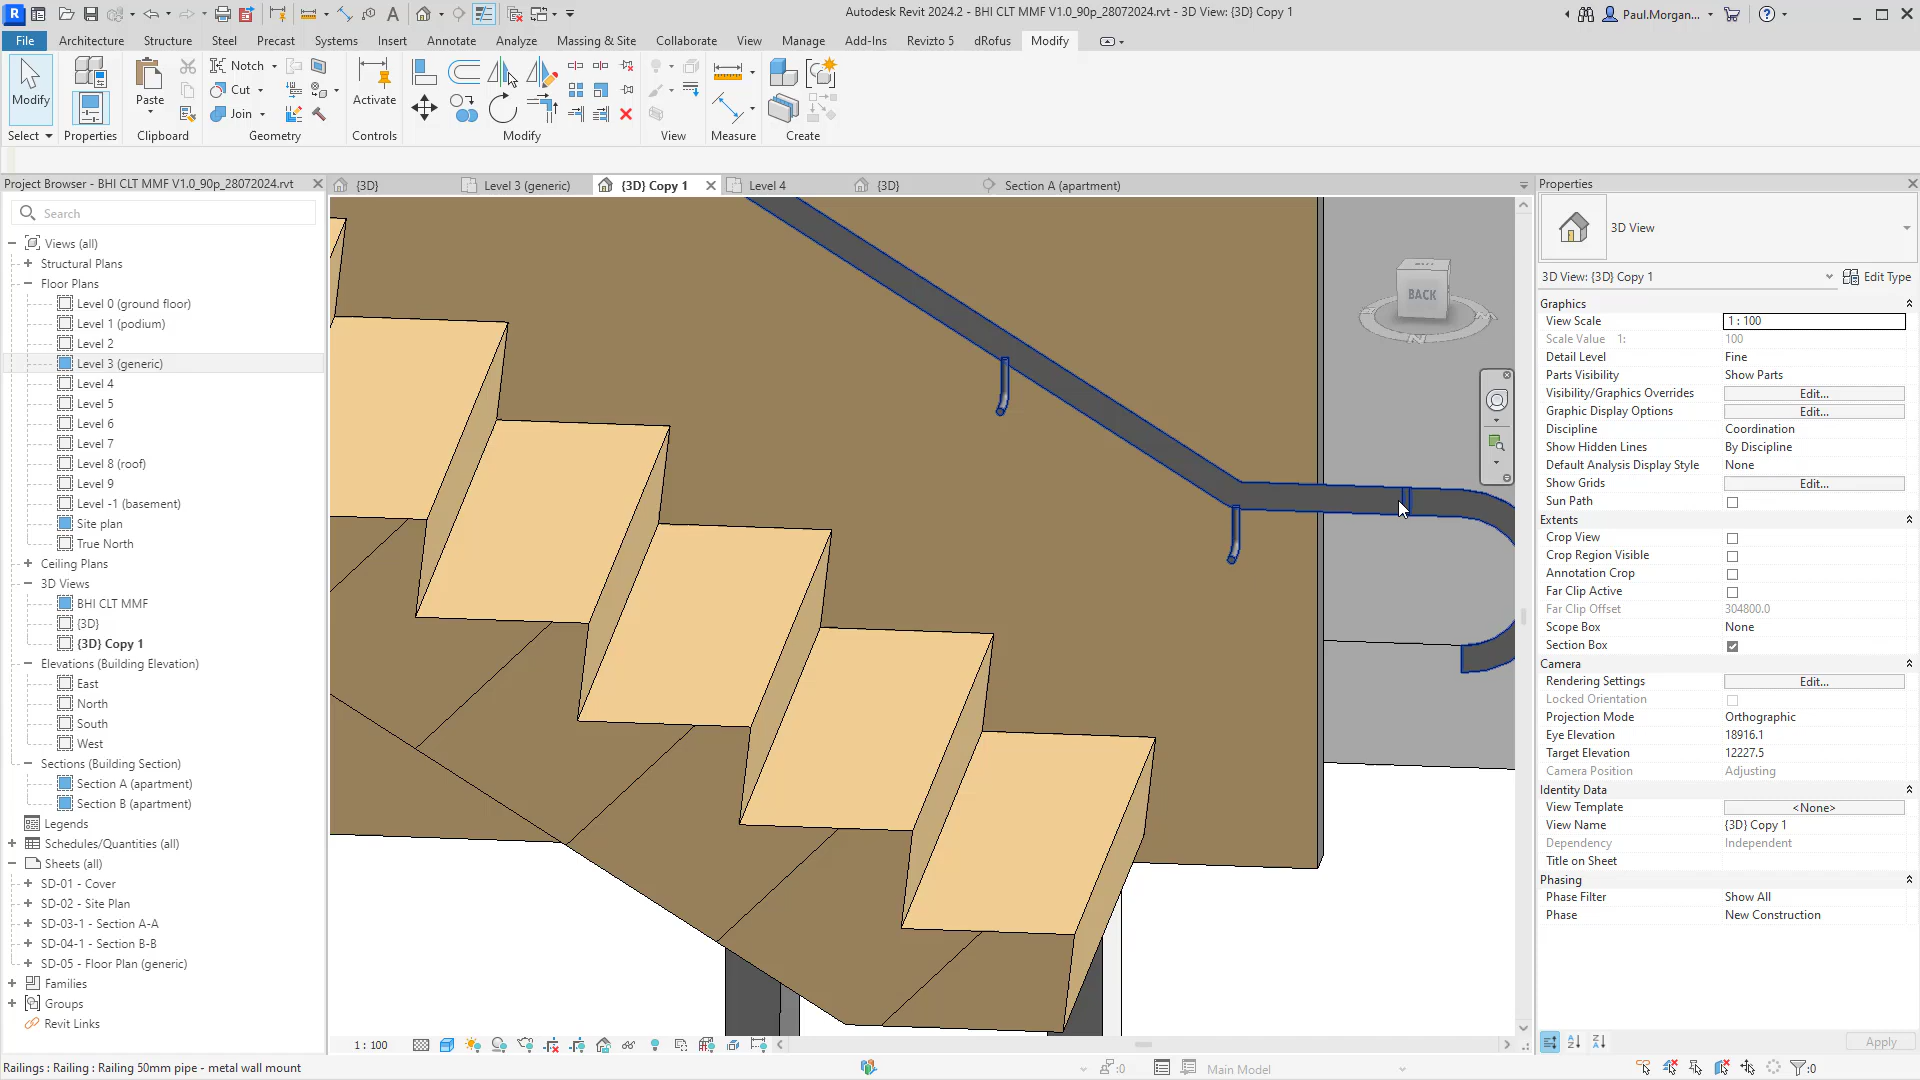 Autodesk Revit 2024.2 - BHI CLT MMF V1.0_90p_28072024.rvt - 3D View: {3D} Copy 1
Paul.Morgan...
File Architecture Structure Steel Precast Systems Insert Annotate Analyze Massing & Site Collaborate View Manage Add-Ins Revizto 5 dRofus Modify
Modify
Properties
Paste
Notch
Cut
Join
Activate
Select Properties Clipboard Geometry Controls Modify View Measure Create
Project Browser - BHI CLT MMF V1.0_90p_28072024.rvt
Search
Views (all)
Structural Plans
Floor Plans
Level 0 (ground floor)
Level 1 (podium)
Level 2
Level 3 (generic)
Level 4
Level 5
Level 6
Level 7
Level 8 (roof)
Level 9
Level -1 (basement)
Site plan
True North
Ceiling Plans
3D Views
BHI CLT MMF
{3D}
{3D} Copy 1
Elevations (Building Elevation)
East
North
South
West
Sections (Building Section)
Section A (apartment)
Section B (apartment)
Legends
Schedules/Quantities (all)
Sheets (all)
SD-01 - Cover
SD-02 - Site Plan
SD-03-1 - Section A-A
SD-04-1 - Section B-B
SD-05 - Floor Plan (generic)
Families
Groups
Revit Links
{3D} Level 3 (generic) {3D} Copy 1 Level 4 {3D} Section A (apartment)
BACK
N
1 : 100
Properties
3D View
3D View: {3D} Copy 1 Edit Type
Graphics
View Scale 1 : 100
Scale Value 1: 100
Detail Level Fine
Parts Visibility Show Parts
Visibility/Graphics Overrides Edit...
Graphic Display Options Edit...
Discipline Coordination
Show Hidden Lines By Discipline
Default Analysis Display Style None
Show Grids Edit...
Sun Path
Extents
Crop View
Crop Region Visible
Annotation Crop
Far Clip Active
Far Clip Offset 304800.0
Scope Box None
Section Box
Camera
Rendering Settings Edit...
Locked Orientation
Projection Mode Orthographic
Eye Elevation 18916.1
Target Elevation 12227.5
Camera Position Adjusting
Identity Data
View Template <None>
View Name {3D} Copy 1
Dependency Independent
Title on Sheet
Phasing
Phase Filter Show All
Phase New Construction
Apply
Railings : Railing : Railing 50mm pipe - metal wall mount
:0
Main Model
:0